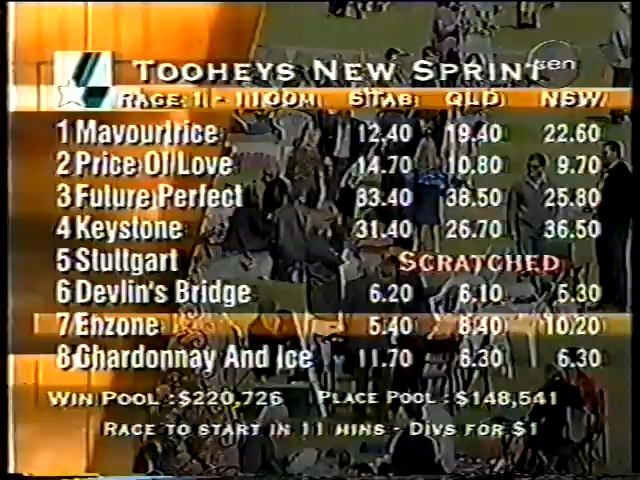 TOOHEYS NEW SPRINT
ten
RACE: 1 - 1100M STAB QLD NSW
1 Mavourtrice 12.40 19.40 22.60
2 Price Of Love 14.70 10.80 9.70
3 Future Perfect 33.40 38.50 25.80
4 Keystone 31.40 26.70 36.50
5 Stuttgart SCRATCHED
6 Devlin's Bridge 6.20 6.10 5.30
7 Enzone 5.40 8.40 10.20
8 Chardonnay And Ice 11.70 6.30 6.30
WIN POOL : $220,726 PLACE POOL : $148,541
RACE TO START IN 11 MINS - DIVS FOR $1